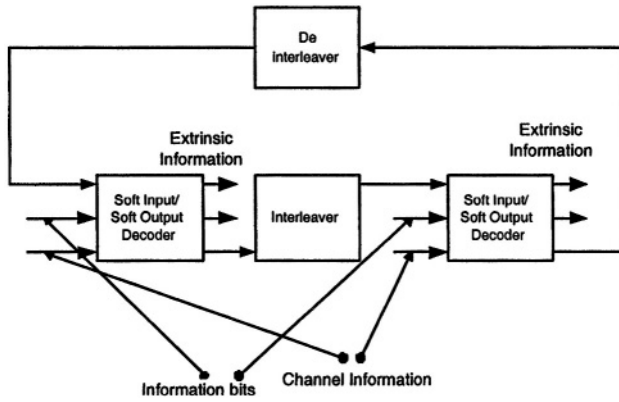 De
interleaver
Extrinsic
Information
Extrinsic
Information
Soft Input/
Soft Output
Decoder
Interleaver
Soft Input/
Soft Output
Decoder
Information bits
Channel Information